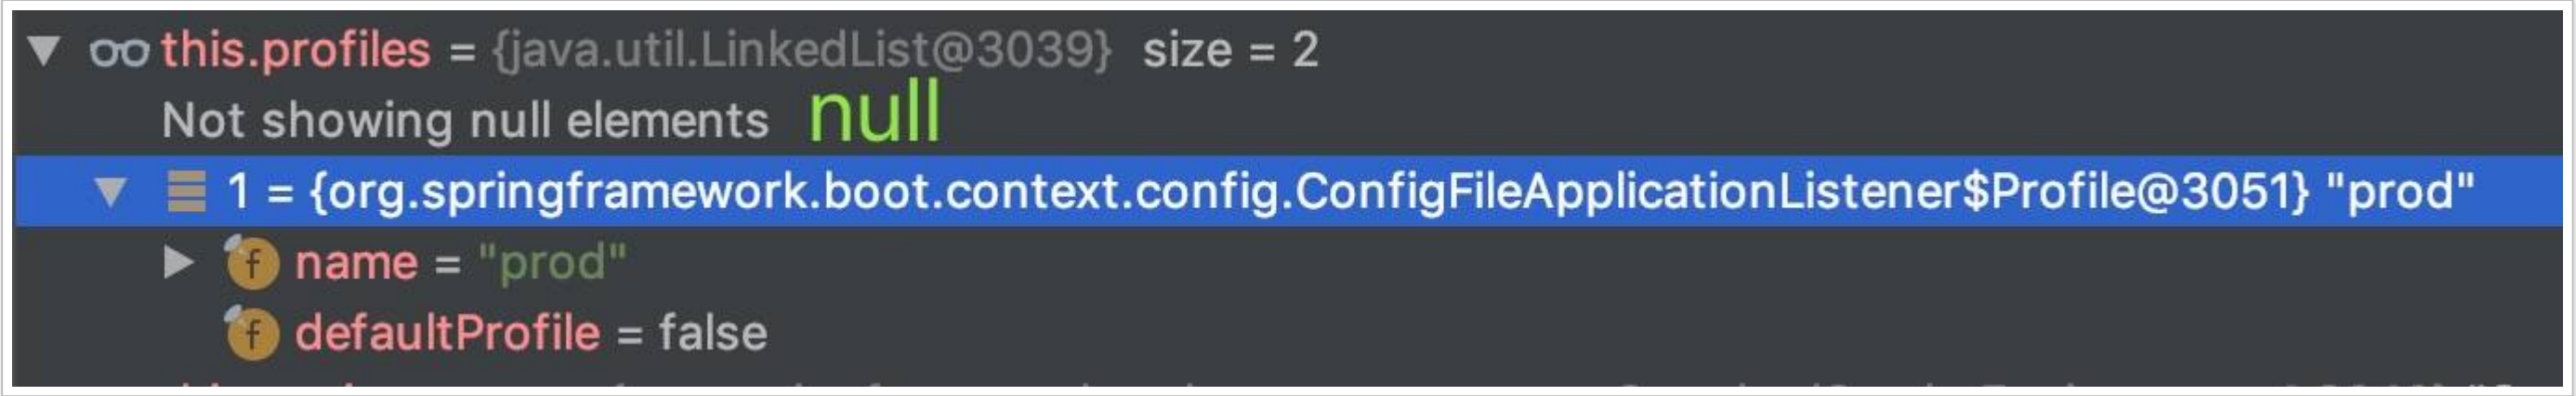 this.profiles = {java.util.LinkedList@3039} size = 2
Not showing null elements null
1 = {org.springframework.boot.context.config.ConfigFileApplicationListener$Profile@3051} "prod"
f name = "prod"
f defaultProfile = false